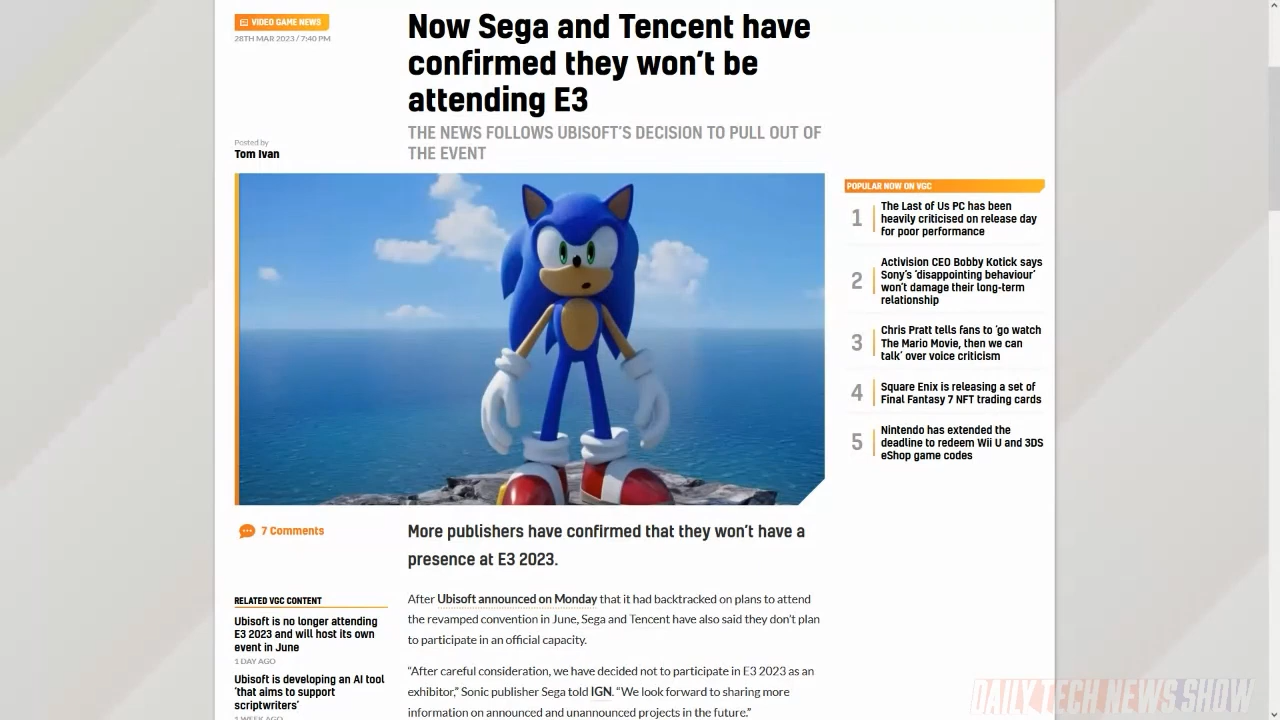 VIDEO GAME NEWS
28TH MAR 2023 / 7:40 PM
Posted by
Tom Ivan
Now Sega and Tencent have
confirmed they won’t be
attending E3
THE NEWS FOLLOWS UBISOFT’S DECISION TO PULL OUT OF
THE EVENT
POPULAR NOW ON VGC
1
The Last of Us PC has been
heavily criticised on release day
for poor performance
2
Activision CEO Bobby Kotick says
Sony’s ‘disappointing behaviour’
won’t damage their long-term
relationship
3
Chris Pratt tells fans to ‘go watch
The Mario Movie, then we can
talk’ over voice criticism
4
Square Enix is releasing a set of
Final Fantasy 7 NFT trading cards
5
Nintendo has extended the
deadline to redeem Wii U and 3DS
eShop game codes
7 Comments
More publishers have confirmed that they won’t have a
presence at E3 2023.
After Ubisoft announced on Monday that it had backtracked on plans to attend
the revamped convention in June, Sega and Tencent have also said they don’t plan
to participate in an official capacity.
“After careful consideration, we have decided not to participate in E3 2023 as an
exhibitor,” Sonic publisher Sega told IGN. “We look forward to sharing more
information on announced and unannounced projects in the future.”
RELATED VGC CONTENT
Ubisoft is no longer attending
E3 2023 and will host its own
event in June
1 DAY AGO
Ubisoft is developing an AI tool
‘that aims to support
scriptwriters’
1 WEEK AGO
DAILY TECH NEWS SHOW